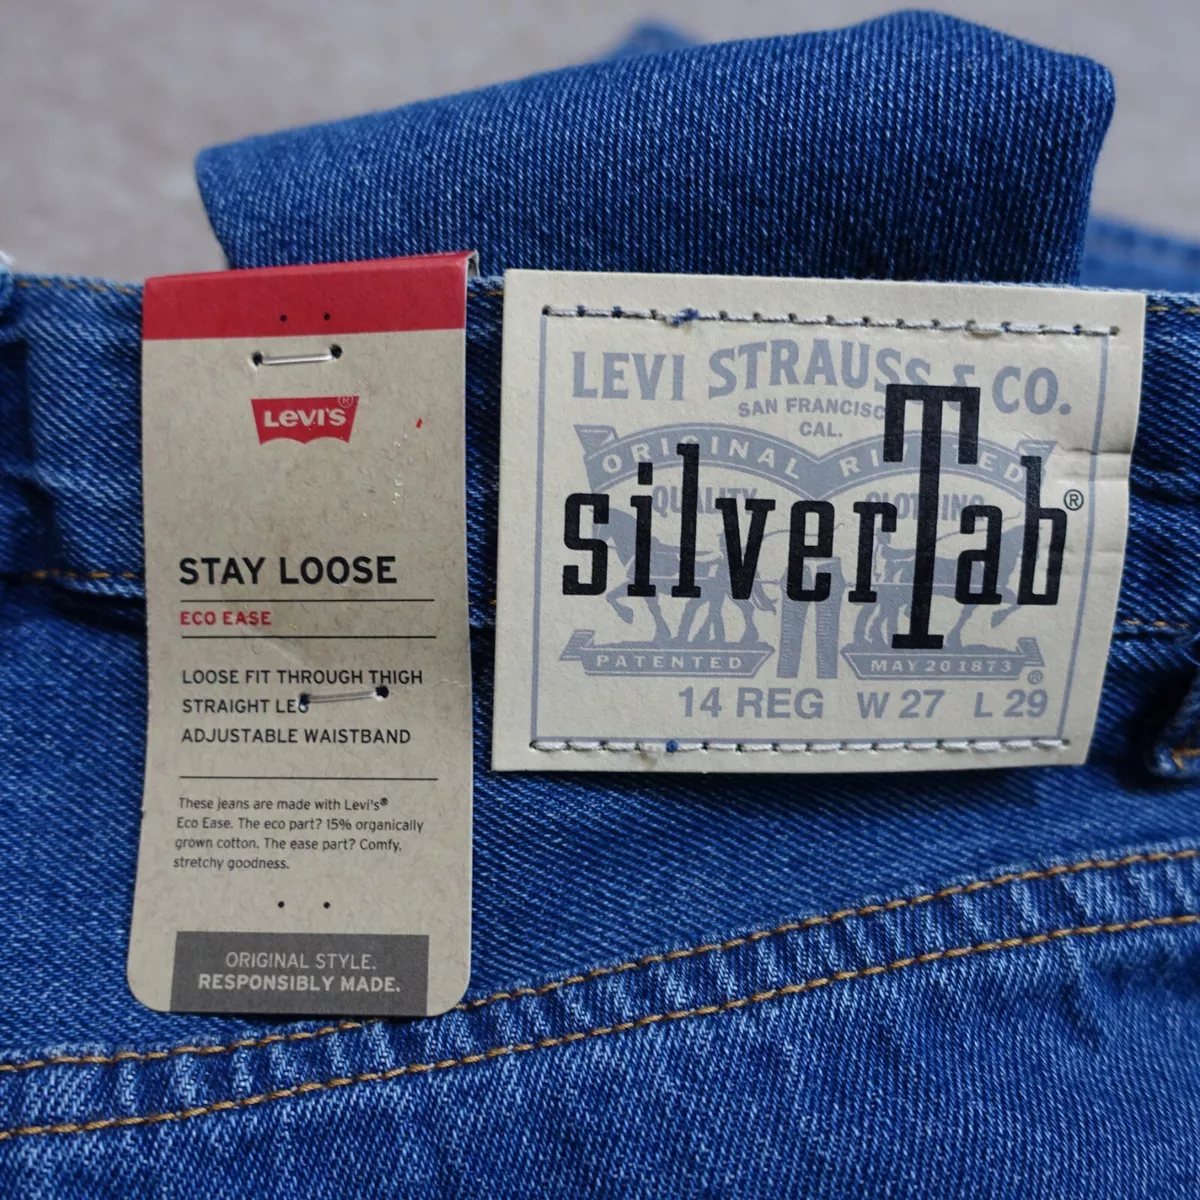 LEVI'S®
STAY LOOSE
ECO EASE
LOOSE FIT THROUGH THIGH
STRAIGHT LEG
ADJUSTABLE WAISTBAND
These jeans are made with Levi's®
Eco Ease. The eco part? 15% organically
grown cotton. The ease part? Comfy,
stretchy goodness.
ORIGINAL STYLE.
RESPONSIBLY MADE.
LEVI STRAUSS & CO.
SAN FRANCISCO
CAL.
ORIGINAL RIVETED
QUALITY CLOTHING
silverTab®
PATENTED MAY 20 1873 ®
14 REG W 27 L 29